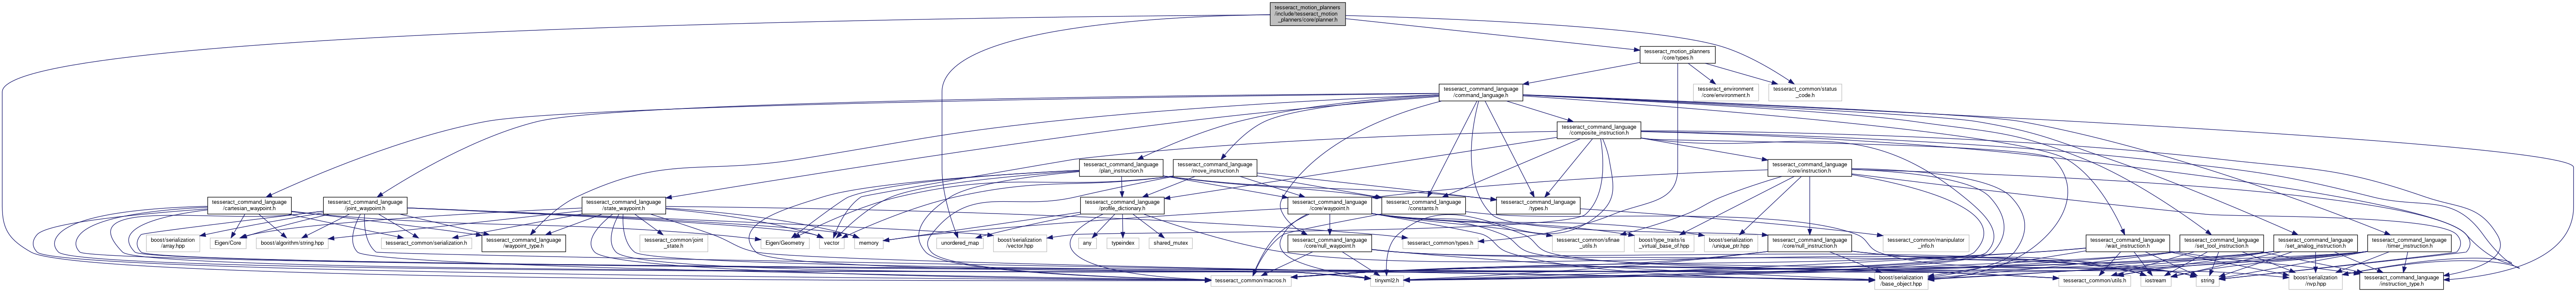 tesseract_motion_planners
/include/tesseract_motion
_planners/core/planner.h
tesseract_motion_planners
/core/types.h
tesseract_command_language
/command_language.h
tesseract_environment
/core/environment.h
tesseract_common/status
_code.h
tesseract_command_language
/composite_instruction.h
tesseract_command_language
/plan_instruction.h
tesseract_command_language
/move_instruction.h
tesseract_command_language
/core/instruction.h
tesseract_command_language
/cartesian_waypoint.h
tesseract_command_language
/joint_waypoint.h
tesseract_command_language
/state_waypoint.h
tesseract_command_language
/profile_dictionary.h
tesseract_command_language
/core/waypoint.h
tesseract_command_language
/constants.h
tesseract_command_language
/types.h
boost/serialization
/array.hpp
Eigen/Core
boost/algorithm/string.hpp
tesseract_common/serialization.h
tesseract_command_language
/waypoint_type.h
tesseract_common/joint
_state.h
Eigen/Geometry
vector
memory
unordered_map
boost/serialization
/vector.hpp
any
typeindex
shared_mutex
tesseract_command_language
/core/null_waypoint.h
tesseract_common/types.h
tesseract_common/sfinae
_utils.h
boost/type_traits/is
_virtual_base_of.hpp
boost/serialization
/unique_ptr.hpp
tesseract_command_language
/core/null_instruction.h
tesseract_common/manipulator
_info.h
tesseract_command_language
/wait_instruction.h
tesseract_command_language
/set_tool_instruction.h
tesseract_command_language
/set_analog_instruction.h
tesseract_command_language
/timer_instruction.h
tesseract_common/macros.h
tinyxml2.h
boost/serialization
/base_object.hpp
tesseract_common/utils.h
iostream
string
boost/serialization
/nvp.hpp
tesseract_command_language
/instruction_type.h